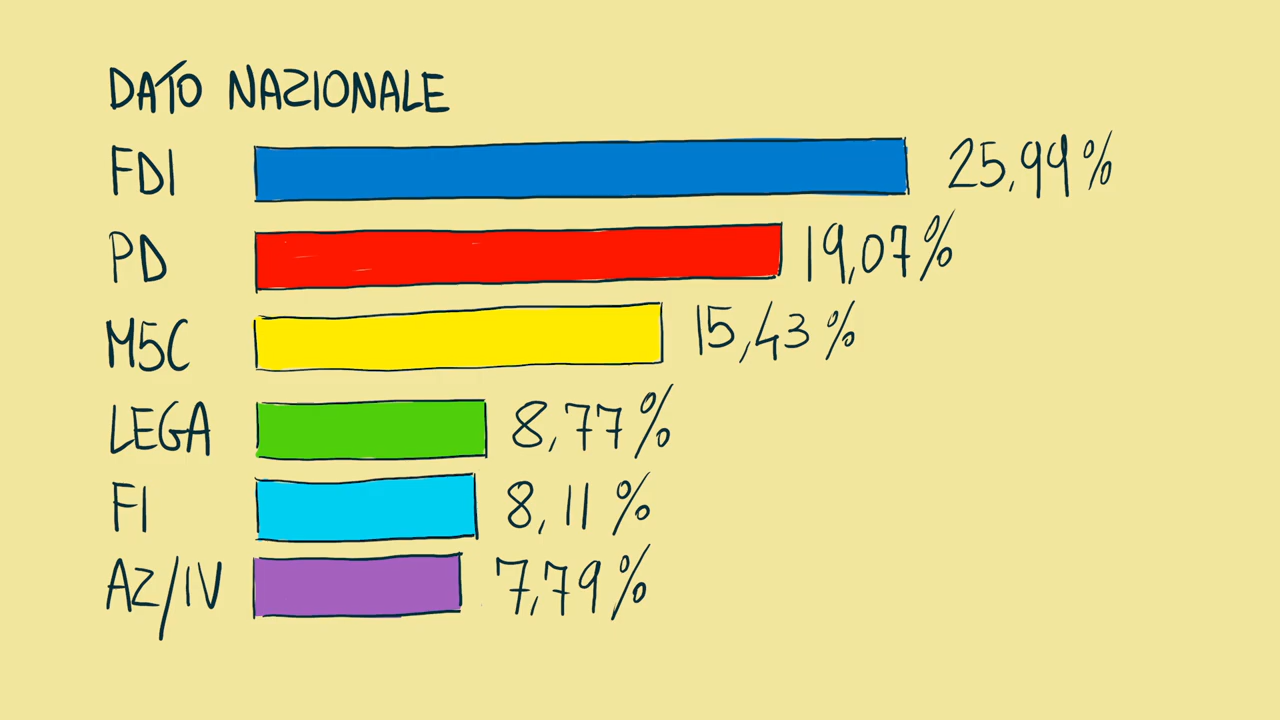 DATO NAZIONALE
FDI 25,99%
PD 19,07%
M5C 15,43%
LEGA 8,77%
FI 8,11%
AZ/IV 7,79%